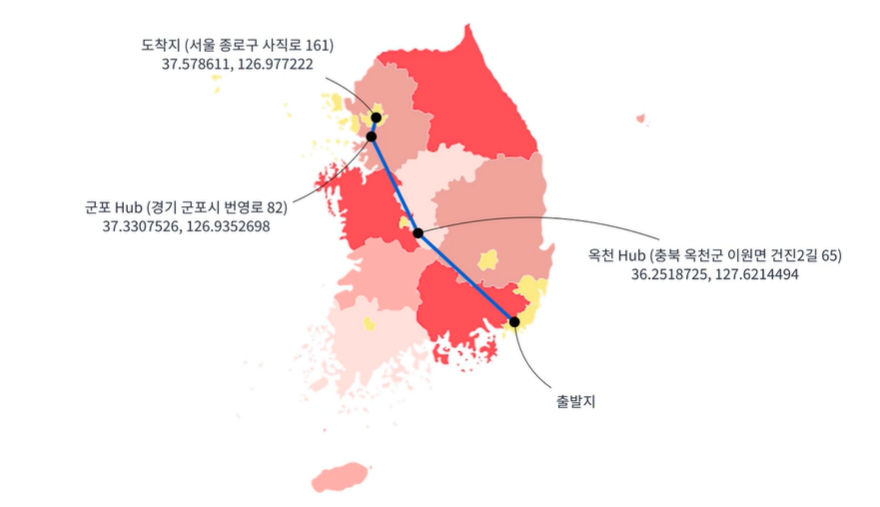 도착지 (서울 종로구 사직로 161)
37.578611, 126.977222
군포 Hub (경기 군포시 번영로 82)
37.3307526, 126.9352698
옥천 Hub (충북 옥천군 이원면 건진2길 65)
36.2518725, 127.6214494
출발지